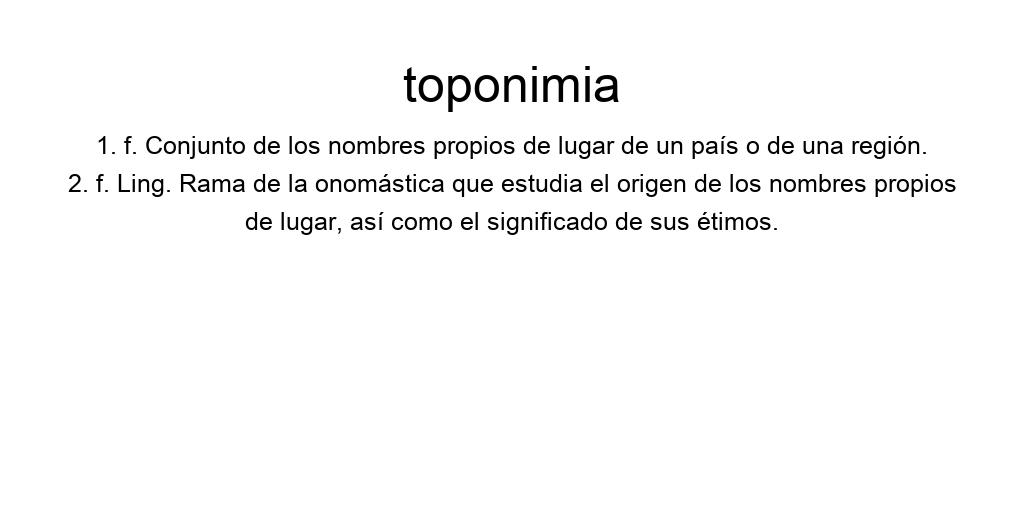 toponimia
1. f. Conjunto de los nombres propios de lugar de un país o de una región.
2. f. Ling. Rama de la onomástica que estudia el origen de los nombres propios
de lugar, así como el significado de sus étimos.